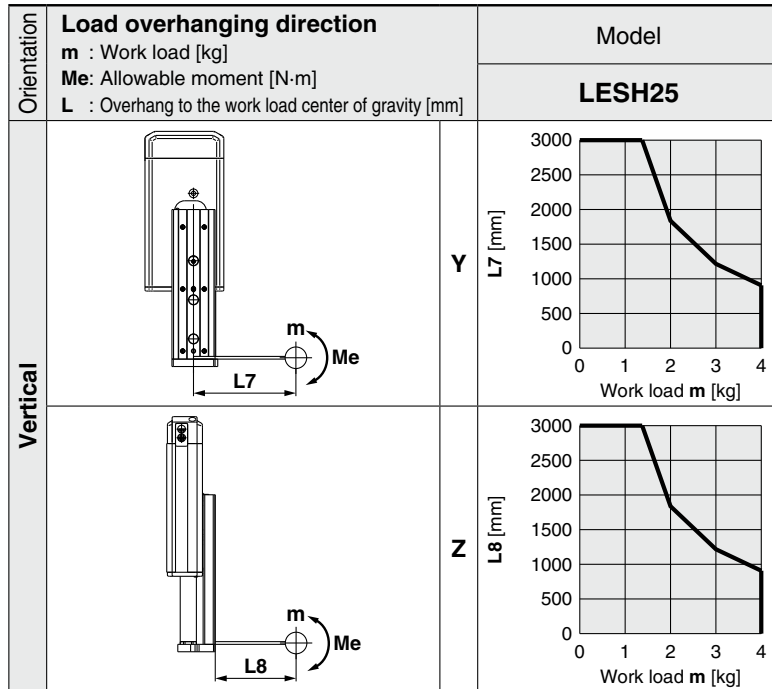 Orientation
Load overhanging direction
m : Work load [kg]
Me: Allowable moment [N·m]
L : Overhang to the work load center of gravity [mm]
Model
LESH25
Vertical
m
Me
L7
Y
L7 [mm]
3000
2500
2000
1500
1000
500
0
0 1 2 3 4
Work load m [kg]
m
Me
L8
Z
L8 [mm]
3000
2500
2000
1500
1000
500
0
0 1 2 3 4
Work load m [kg]